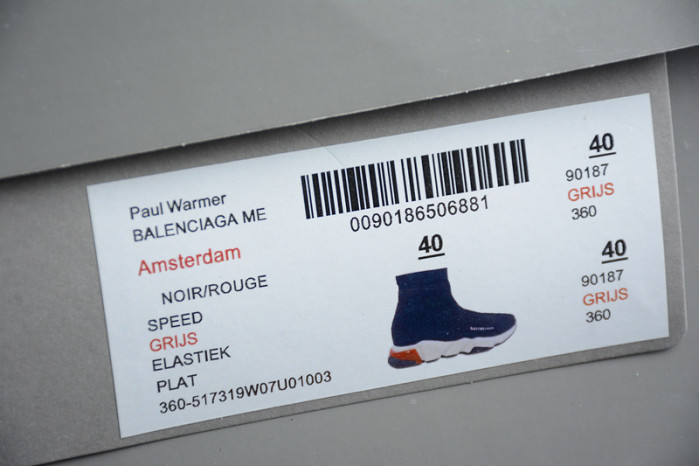 Paul Warmer
BALENCIAGA ME
Amsterdam
NOIR/ROUGE
SPEED
GRIJS
ELASTIEK
PLAT
360-517319W07U01003
0090186506881
40
40
90187
GRIJS
360
40
90187
GRIJS
360